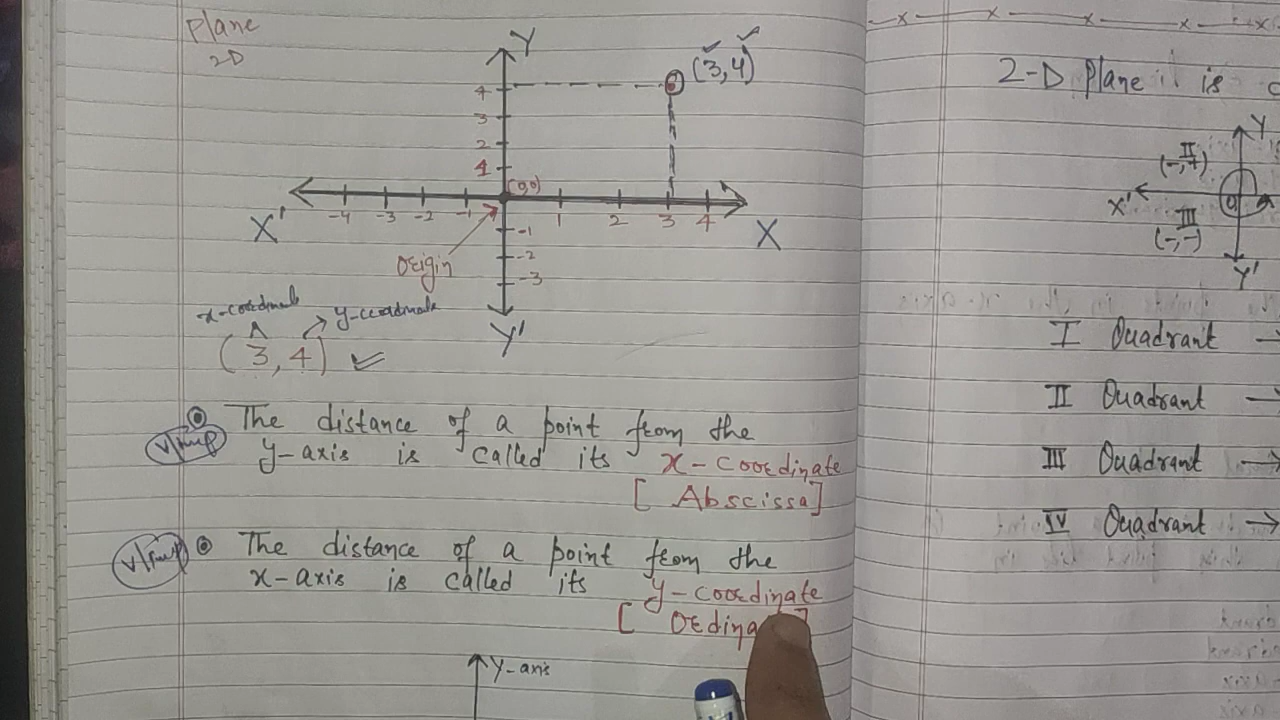 Plane
2-D
Y
(3,4)
4
3
2
1
(0,0)
-4 -3 -2 -1 1 2 3 4
X' X
-1
-2
-3
Origin
Y'
x-coordinate y-coordinate
(3, 4)
The distance of a point from the
y-axis is called its x-coordinate
[Abscissa]
V/imp
The distance of a point from the
x-axis is called its y-coordinate
V/imp
Y-axis
2-D Plane is
Y
II
(-,+)
X'
III
(-,-)
Y'
I Quadrant →
II Quadrant →
III Quadrant →
IV Quadrant →